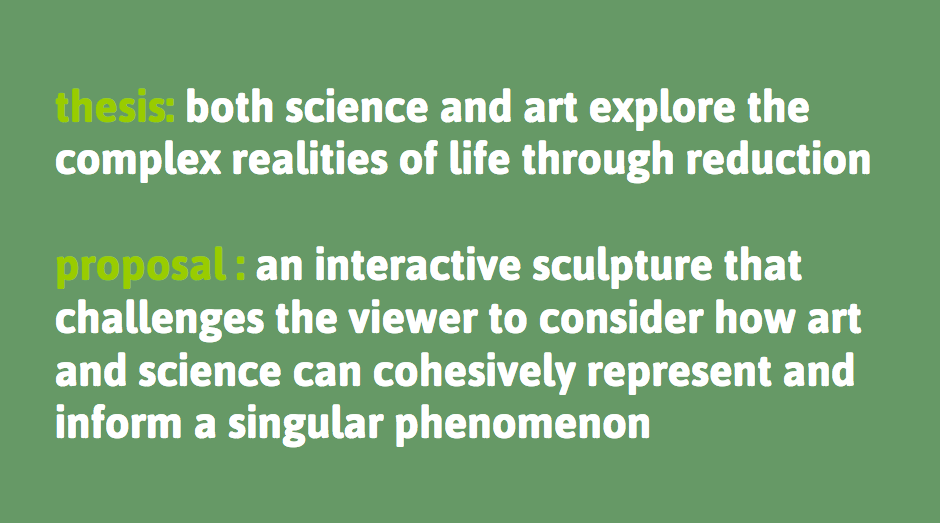 thesis: both science and art explore the
complex realities of life through reduction
proposal : an interactive sculpture that
challenges the viewer to consider how art
and science can cohesively represent and
inform a singular phenomenon